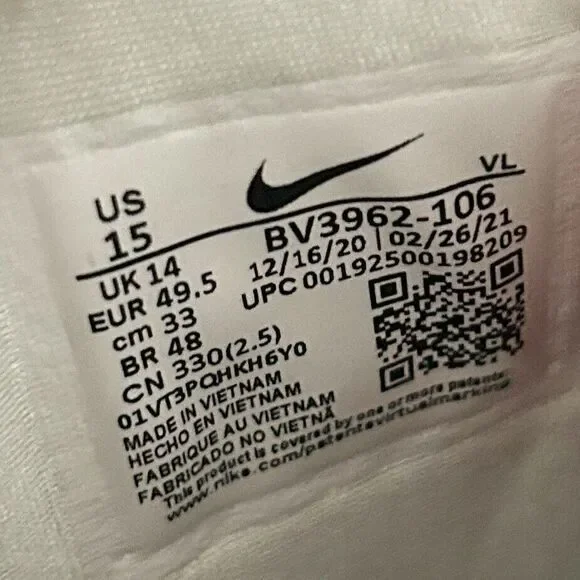 US
15
VL
BV3962-106
UK 14
12/16/20 | 02/26/21
EUR 49.5
UPC 00192500198209
cm 33
BR 48
CN 330(2.5)
01VT3PQHKH6Y0
MADE IN VIETNAM
HECHO EN VIETNAM
FABRIQUE AU VIETNAM
FABRICADO NO VIETNÃ
This product is covered by one or more patents.
www.nike.com/patentsvirtualmarking